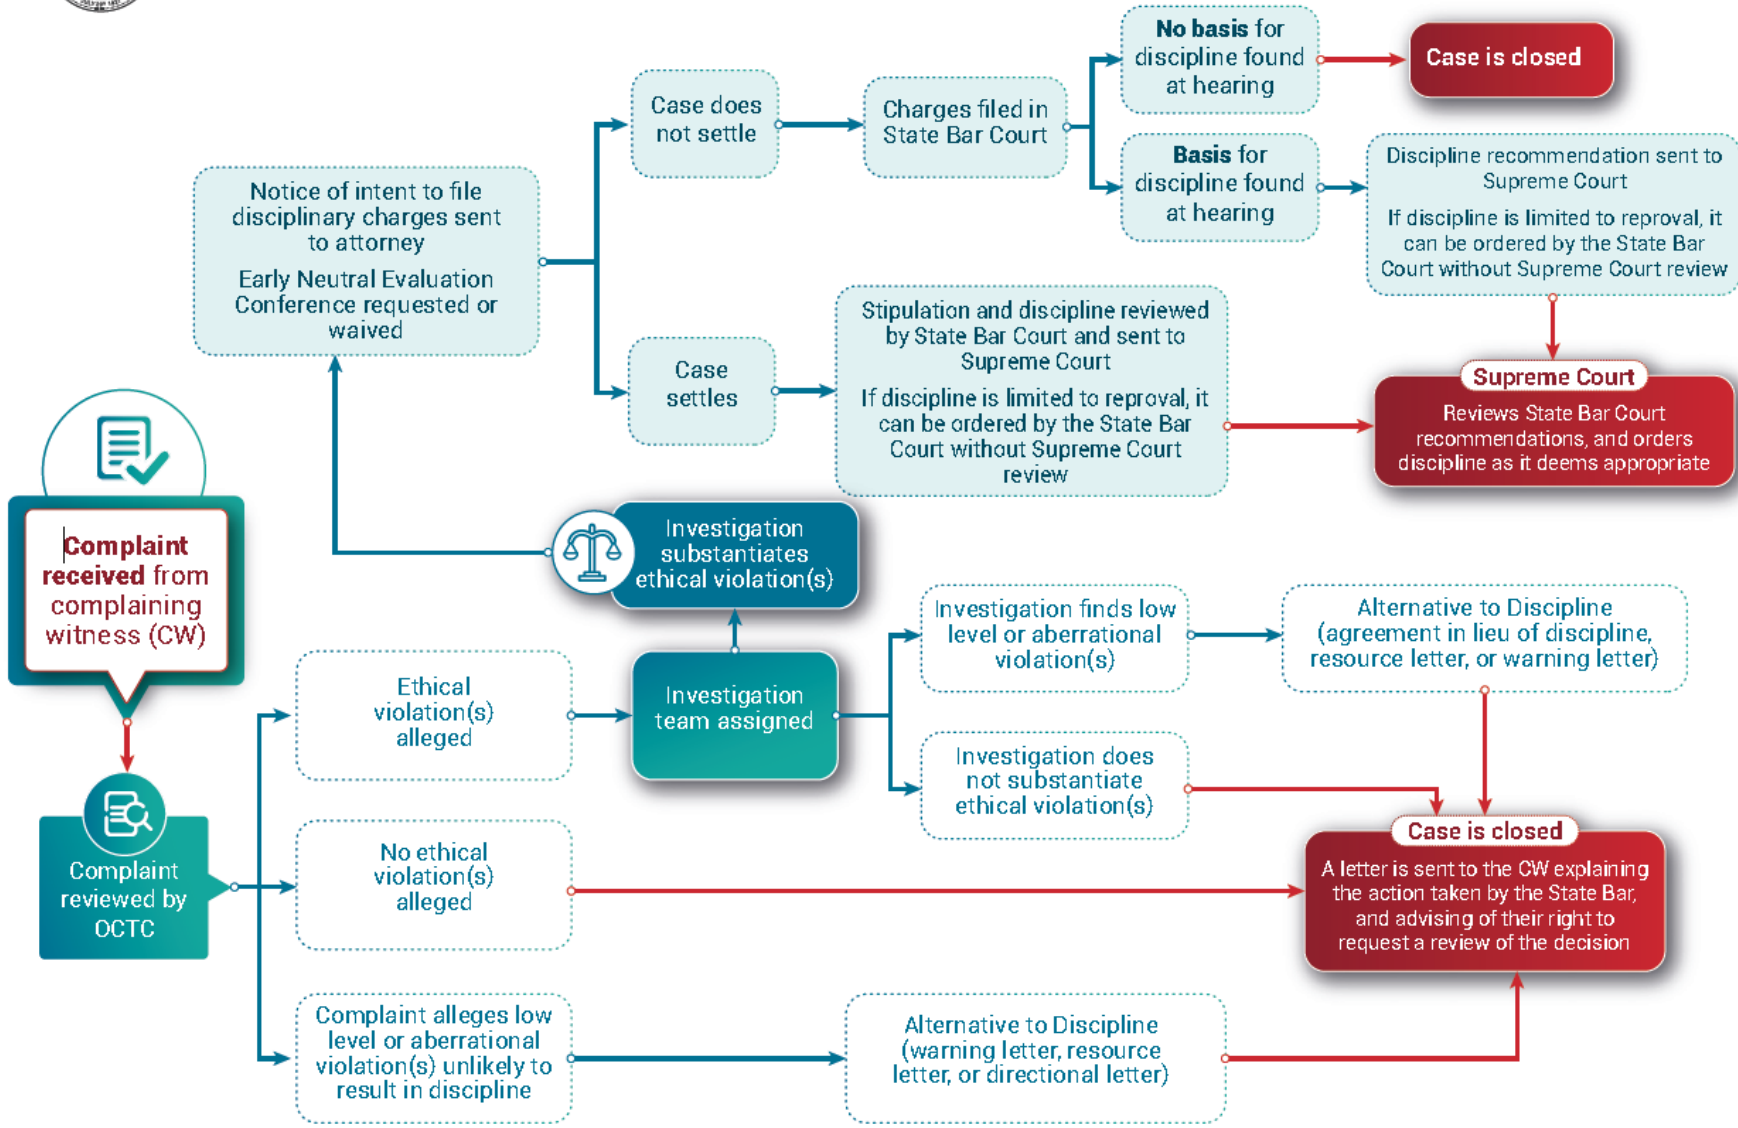 No basis for
discipline found
at hearing
Case is closed
Case does
not settle
Charges filed in
State Bar Court
Basis for
discipline found
at hearing
Discipline recommendation sent to
Supreme Court
If discipline is limited to reproval, it
can be ordered by the State Bar
Court without Supreme Court review
Notice of intent to file
disciplinary charges sent
to attorney
Early Neutral Evaluation
Conference requested or
waived
Case
settles
Stipulation and discipline reviewed
by State Bar Court and sent to
Supreme Court
If discipline is limited to reproval, it
can be ordered by the State Bar
Court without Supreme Court
review
Supreme Court
Reviews State Bar Court
recommendations, and orders
discipline as it deems appropriate
Complaint
received from
complaining
witness (CW)
Investigation
substantiates
ethical violation(s)
Investigation finds low
level or aberrational
violation(s)
Alternative to Discipline
(agreement in lieu of discipline,
resource letter, or warning letter)
Ethical
violation(s)
alleged
Investigation
team assigned
Investigation does
not substantiate
ethical violation(s)
Complaint
reviewed by
OCTC
No ethical
violation(s)
alleged
Case is closed
A letter is sent to the CW explaining
the action taken by the State Bar,
and advising of their right to
request a review of the decision
Complaint alleges low
level or aberrational
violation(s) unlikely to
result in discipline
Alternative to Discipline
(warning letter, resource
letter, or directional letter)